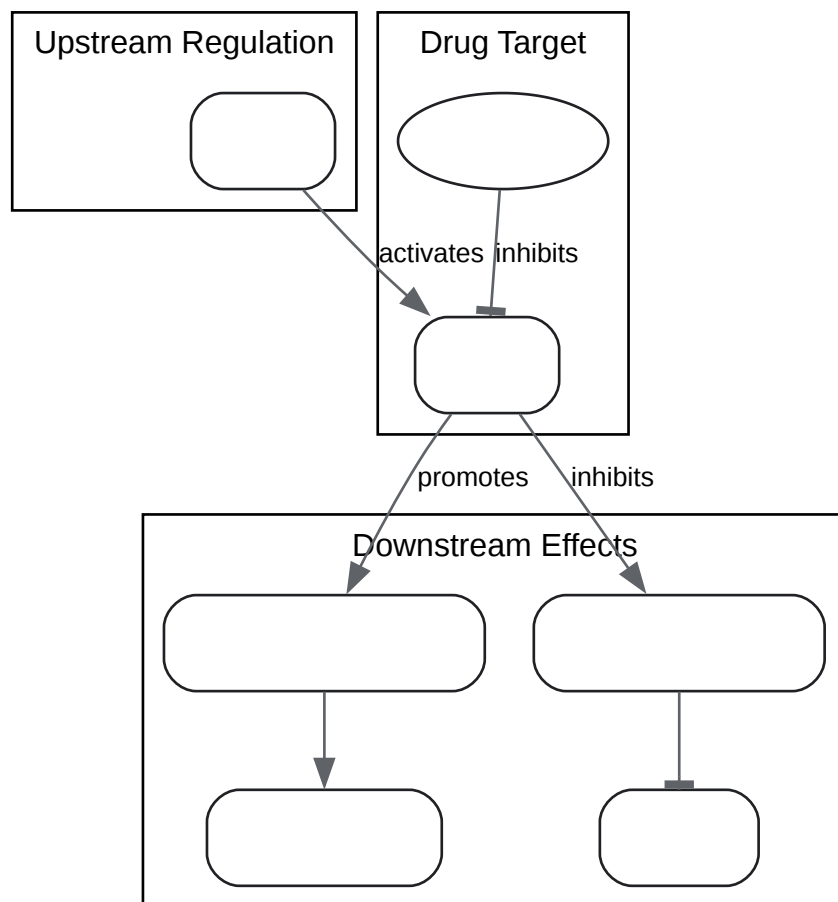 Upstream Regulation
Drug Target
activates
inhibits
promotes
inhibits
Downstream Effects